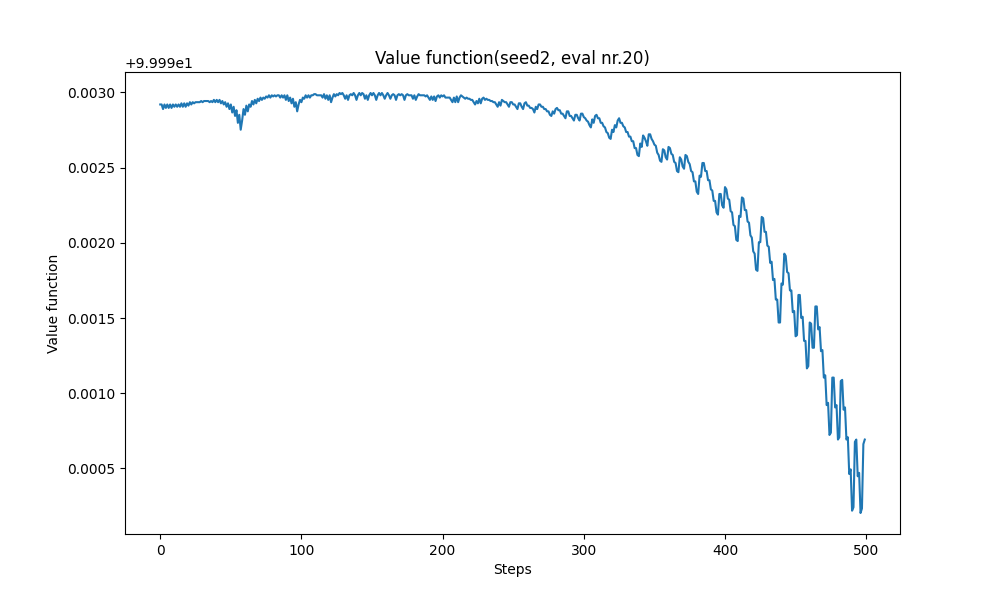 Value function(seed2, eval nr.20)
+9.999e1
0.0030
0.0025
0.0020
0.0015
0.0010
0.0005
Value function
0 100 200 300 400 500
Steps